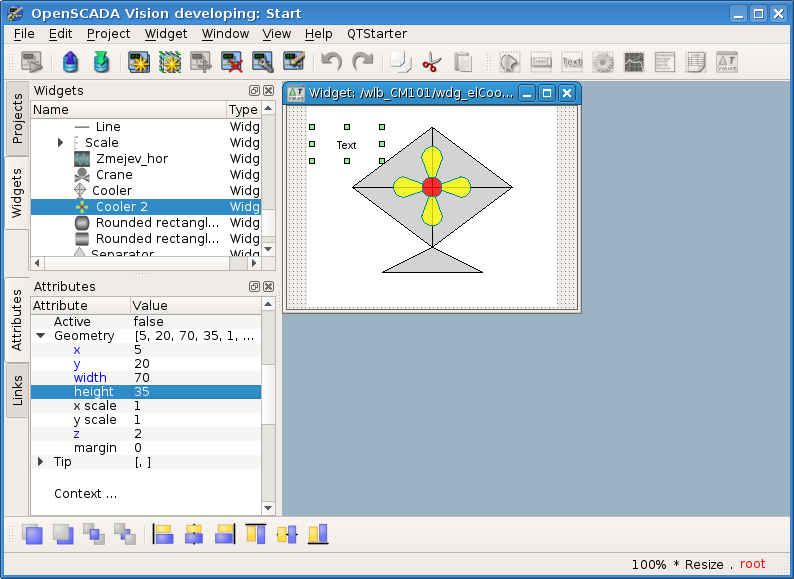 OpenSCADA Vision developing: Start
File Edit Project Widget Window View Help QTStarter
Projects
Widgets
Widgets
Name Type
Line Widg
Scale Widg
Zmejev_hor Widg
Crane Widg
Cooler Widg
Cooler 2 Widg
Rounded rectangl... Widg
Rounded rectangl... Widg
Separator Widg
Attributes
Links
Attributes
Attribute Value
Active false
Geometry [5, 20, 70, 35, 1, ...
x 5
y 20
width 70
height 35
x scale 1
y scale 1
z 2
margin 0
Tip [, ]
Context ...
Widget: /wlb_CM101/wdg_elCoo...
Text
Text
100% * Resize . root